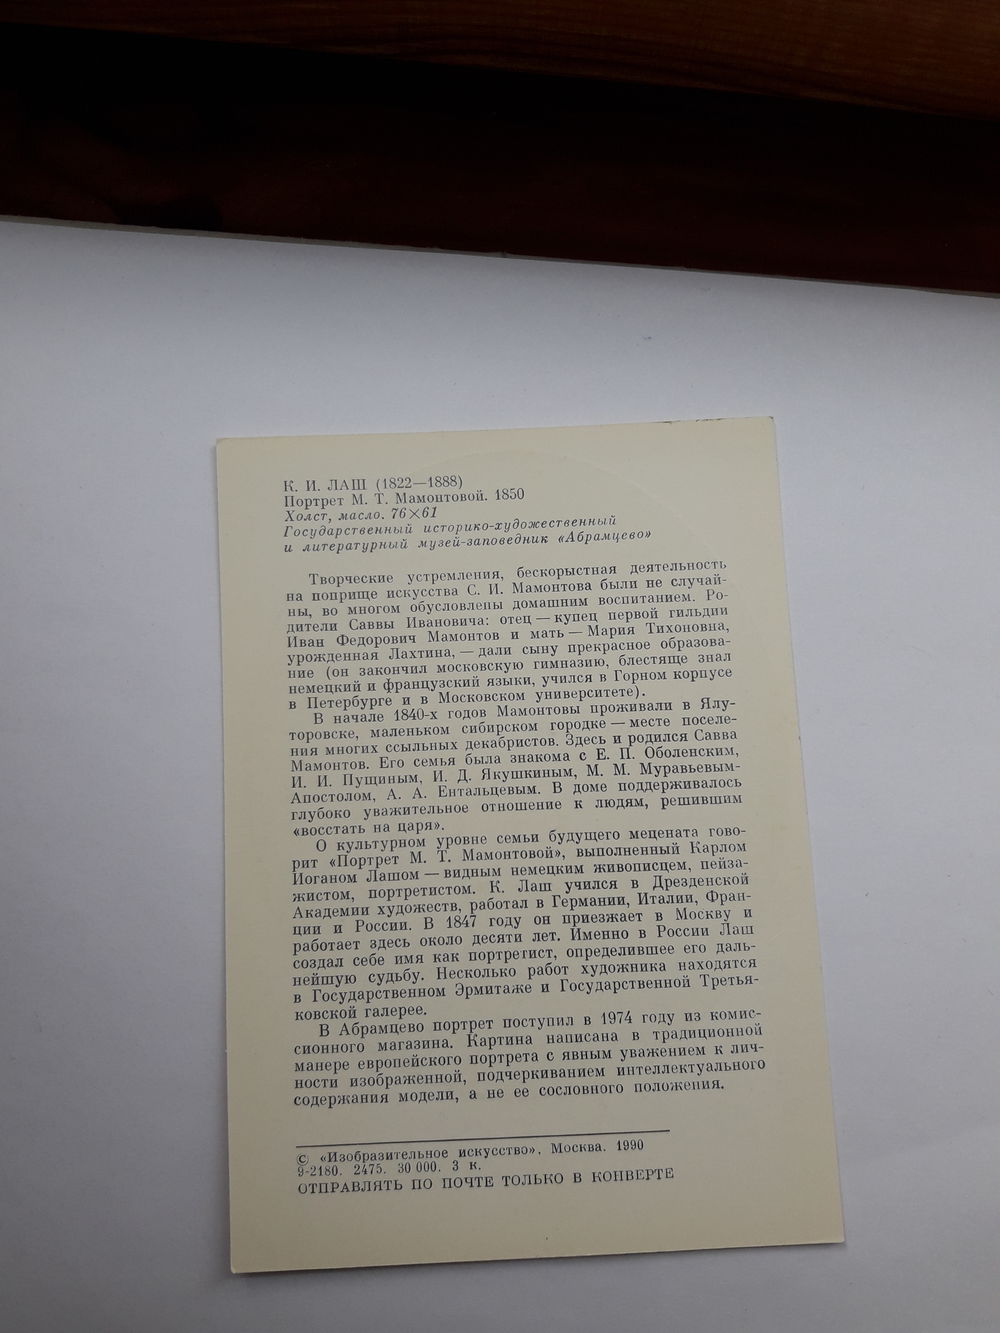 К. И. ЛАШ (1822—1888)
Портрет М. Т. Мамонтовой. 1850
Холст, масло. 76×61
Государственный историко-художественный
и литературный музей-заповедник «Абрамцево»
Творческие устремления, бескорыстная деятельность
на поприще искусства С. И. Мамонтова были не случай-
ны, во многом обусловлены домашним воспитанием. Ро-
дители Саввы Ивановича: отец — купец первой гильдии
Иван Федорович Мамонтов и мать — Мария Тихоновна,
урожденная Лахтина, — дали сыну прекрасное образова-
ние (он закончил московскую гимназию, блестяще знал
немецкий и французский языки, учился в Горном корпусе
в Петербурге и в Московском университете).
В начале 1840-х годов Мамонтовы проживали в Ялу-
торовске, маленьком сибирском городке — месте поселе-
ния многих ссыльных декабристов. Здесь и родился Савва
Мамонтов. Его семья была знакома с Е. П. Оболенским,
И. И. Пущиным, И. Д. Якушкиным, М. М. Муравьевым-
Апостолом, А. А. Ентальцевым. В доме поддерживалось
глубоко уважительное отношение к людям, решившим
«восстать на царя».
О культурном уровне семьи будущего мецената гово-
рит «Портрет М. Т. Мамонтовой», выполненный Карлом
Иоганом Лашом — видным немецким живописцем, пейза-
жистом, портретистом. К. Лаш учился в Дрезденской
Академии художеств, работал в Германии, Италии, Фран-
ции и России. В 1847 году он приезжает в Москву и
работает здесь около десяти лет. Именно в России Лаш
создал себе имя как портретист, определившее его даль-
нейшую судьбу. Несколько работ художника находятся
в Государственном Эрмитаже и Государственной Третья-
ковской галерее.
В Абрамцево портрет поступил в 1974 году из комис-
сионного магазина. Картина написана в традиционной
манере европейского портрета с явным уважением к лич-
ности изображенной, подчеркиванием интеллектуального
содержания модели, а не ее сословного положения.
© «Изобразительное искусство». Москва. 1990
9-2180. 2475. 30 000. 3 к.
ОТПРАВЛЯТЬ ПО ПОЧТЕ ТОЛЬКО В КОНВЕРТЕ